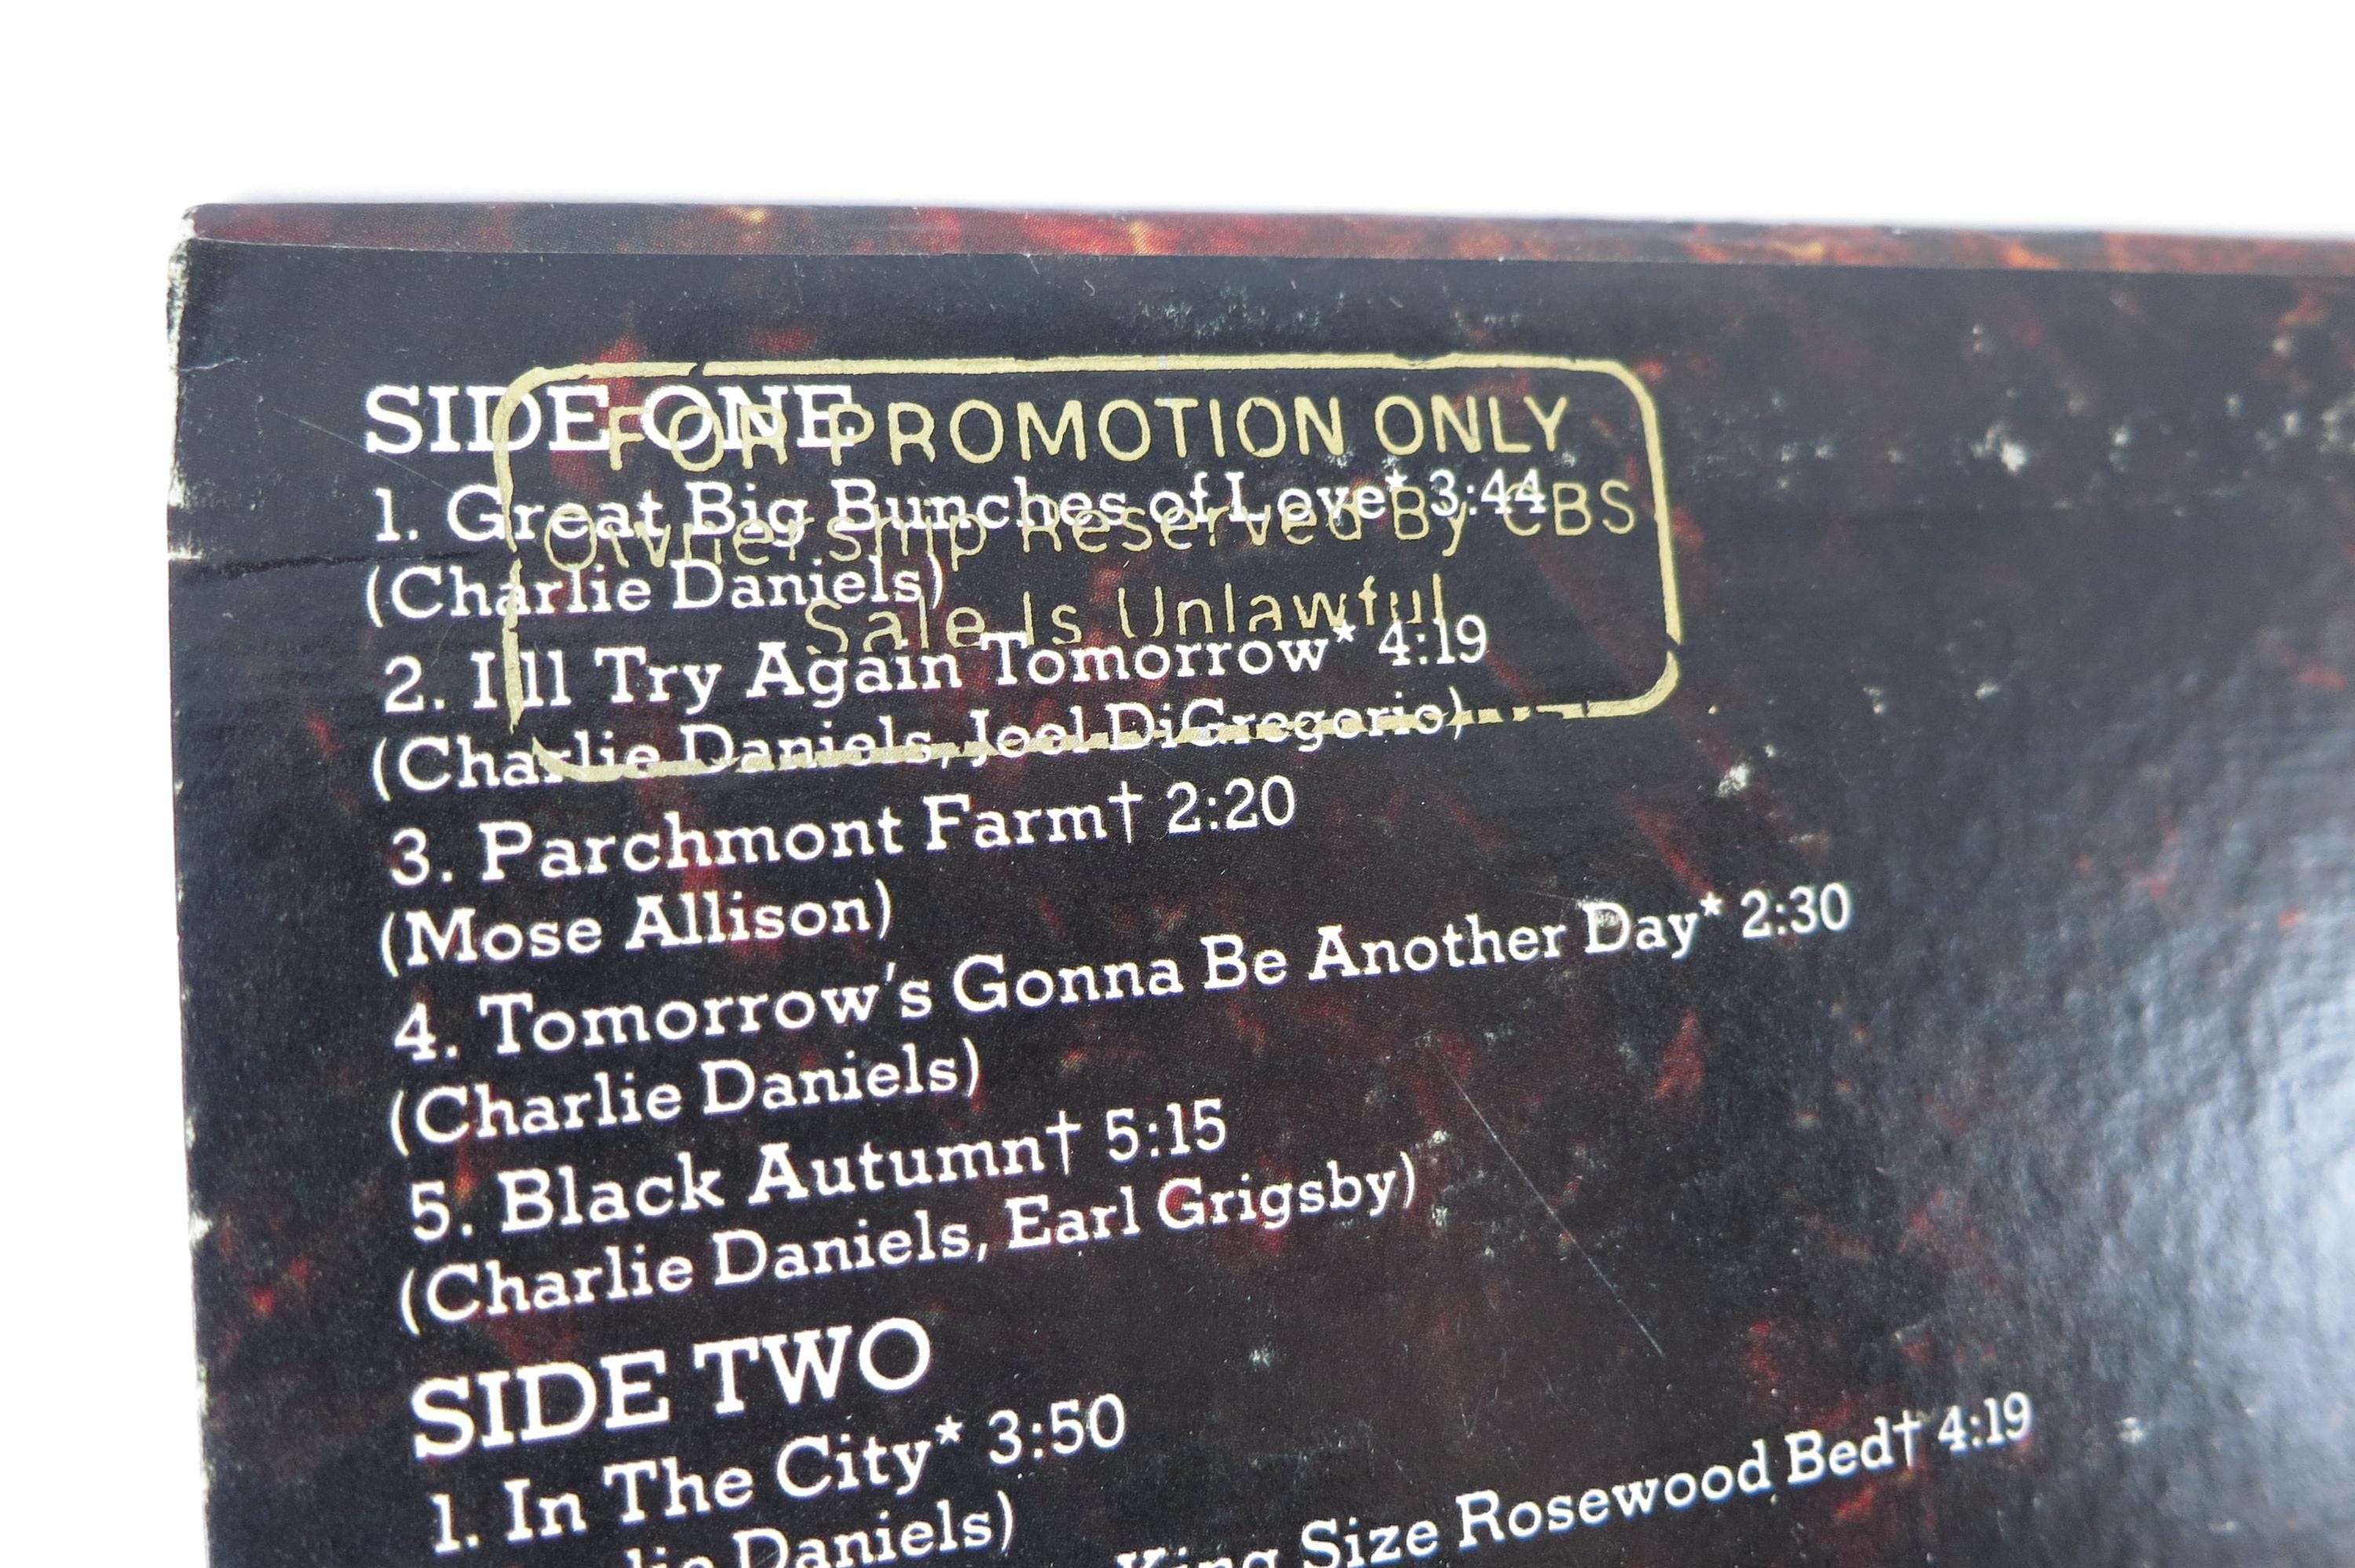 SIDE ONE
FOR PROMOTION ONLY
1. Great Big Bunches of Love* 3:44
Ownership Reserved By CBS
(Charlie Daniels)
Sale Is Unlawful
2. I'll Try Again Tomorrow* 4:19
(Charlie Daniels, Joel DiGregorio)
3. Parchmont Farm† 2:20
(Mose Allison)
4. Tomorrow's Gonna Be Another Day* 2:30
(Charlie Daniels)
5. Black Autumn† 5:15
(Charlie Daniels, Earl Grigsby)
SIDE TWO
1. In The City* 3:50
Daniels)
King Size Rosewood Bed† 4:19